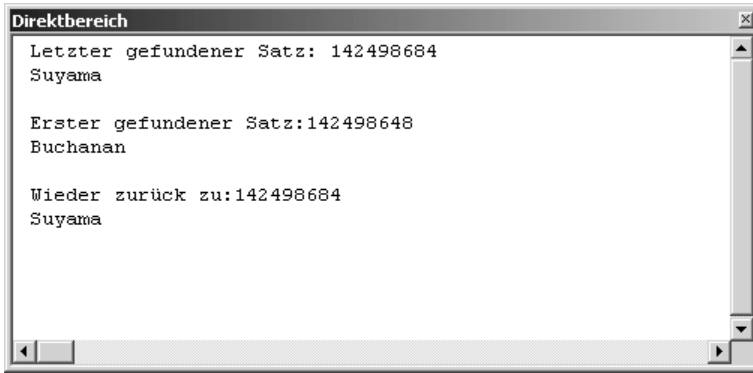 Direktbereich
Letzter gefundener Satz: 142498684
Suyama
Erster gefundener Satz:142498648
Buchanan
Wieder zurück zu:142498684
Suyama